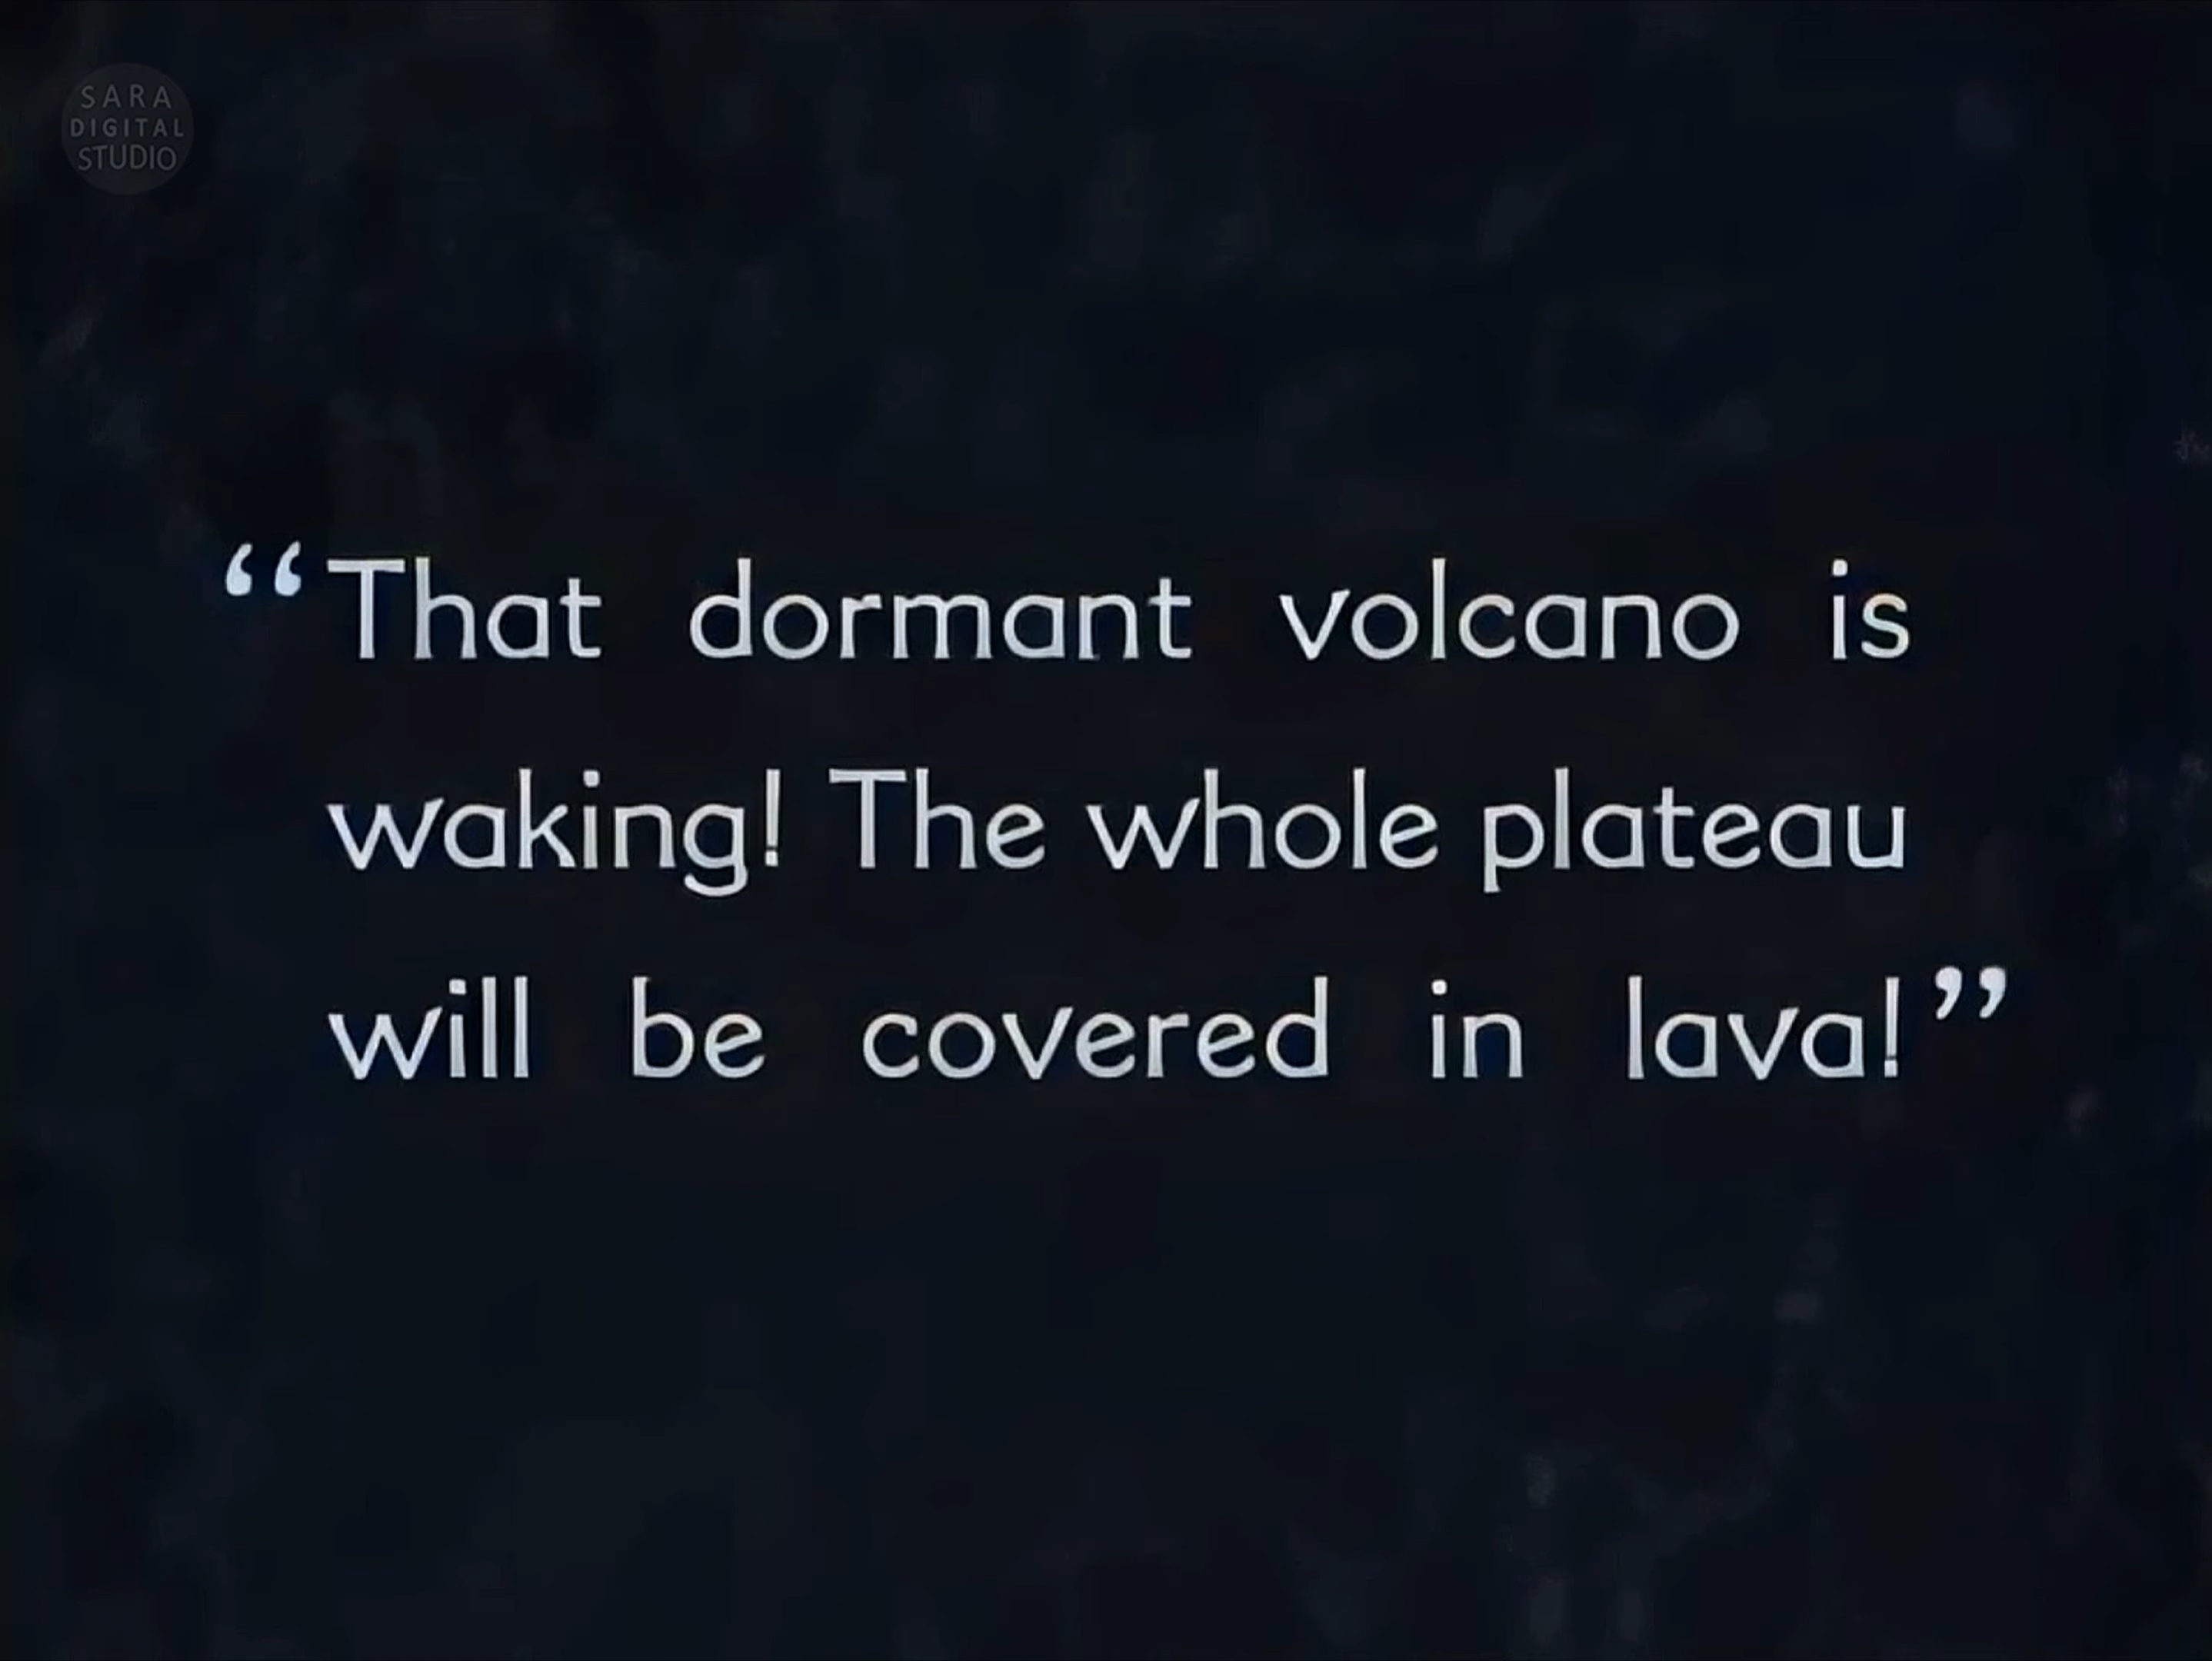 SARA
DIGITAL
STUDIO
“That dormant volcano is
waking! The whole plateau
will be covered in lava!”